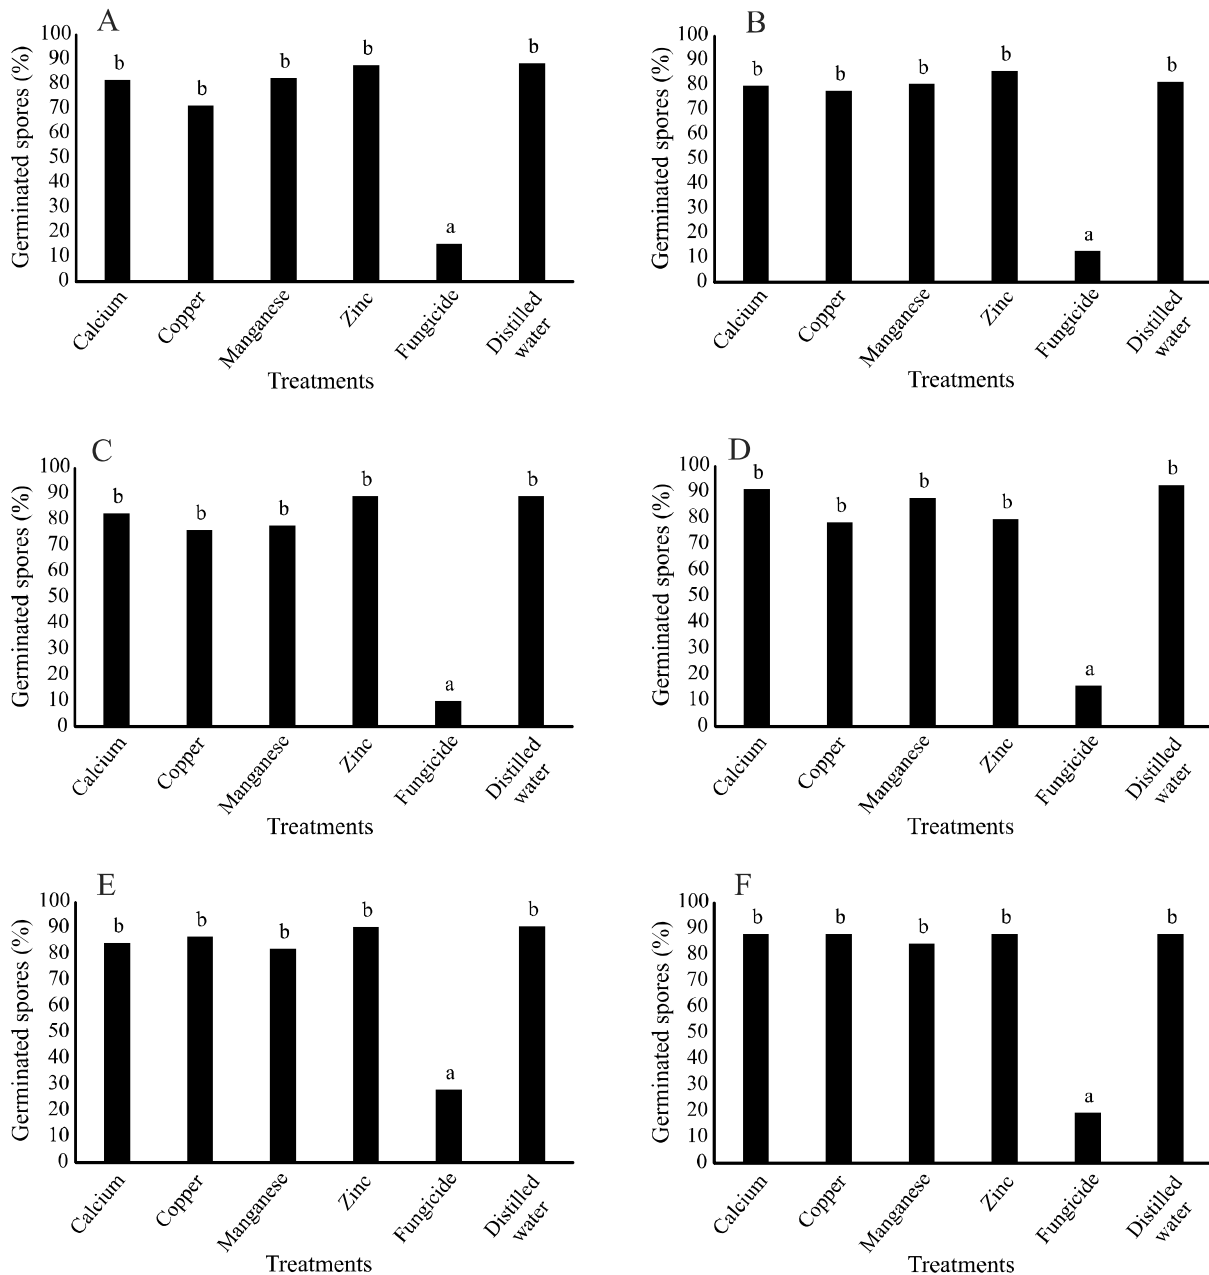 A
Germinated spores (%)
100
90
80
70
60
50
40
30
20
10
0
b
b
b
b
a
b
Calcium
Copper
Manganese
Zinc
Fungicide
Distilled
water
Treatments
B
Germinated spores (%)
100
90
80
70
60
50
40
30
20
10
0
b
b
b
b
a
b
Calcium
Copper
Manganese
Zinc
Fungicide
Distilled
water
Treatments
C
Germinated spores (%)
100
90
80
70
60
50
40
30
20
10
0
b
b
b
b
a
b
Calcium
Copper
Manganese
Zinc
Fungicide
Distilled
water
Treatments
D
Germinated spores (%)
100
90
80
70
60
50
40
30
20
10
0
b
b
b
b
a
b
Calcium
Copper
Manganese
Zinc
Fungicide
Distilled
water
Treatments
E
Germinated spores (%)
100
90
80
70
60
50
40
30
20
10
0
b
b
b
b
a
b
Calcium
Copper
Manganese
Zinc
Fungicide
Distilled
water
Treatments
F
Germinated spores (%)
100
90
80
70
60
50
40
30
20
10
0
b
b
b
b
a
b
Calcium
Copper
Manganese
Zinc
Fungicide
Distilled
water
Treatments